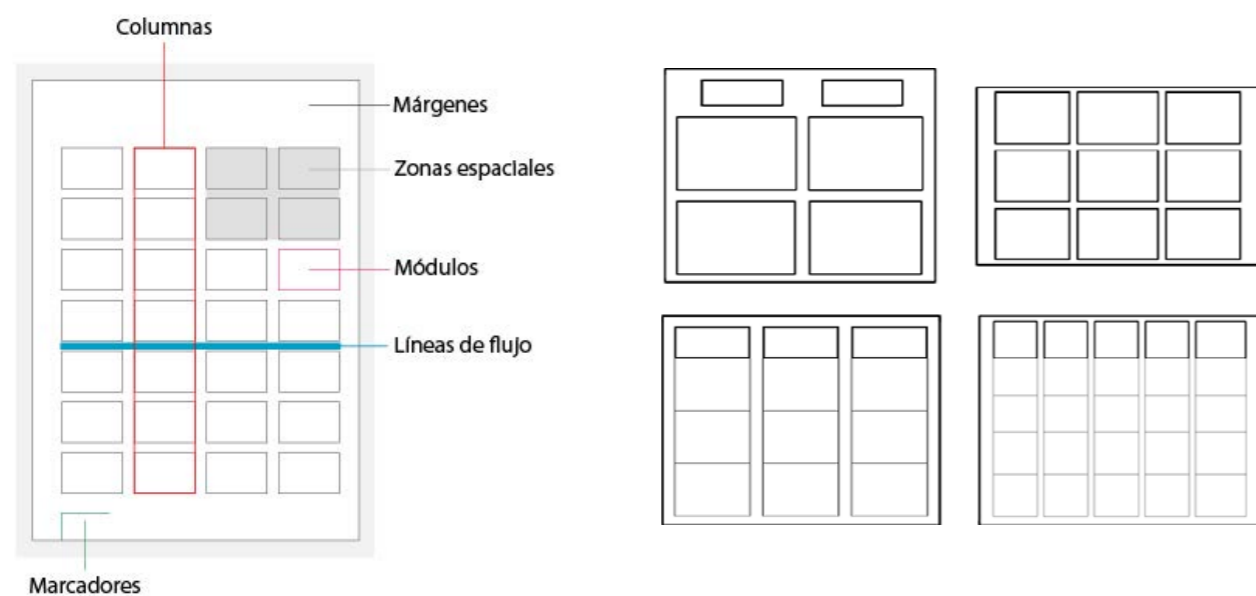 Columnas
Márgenes
Zonas espaciales
Módulos
Líneas de flujo
Marcadores